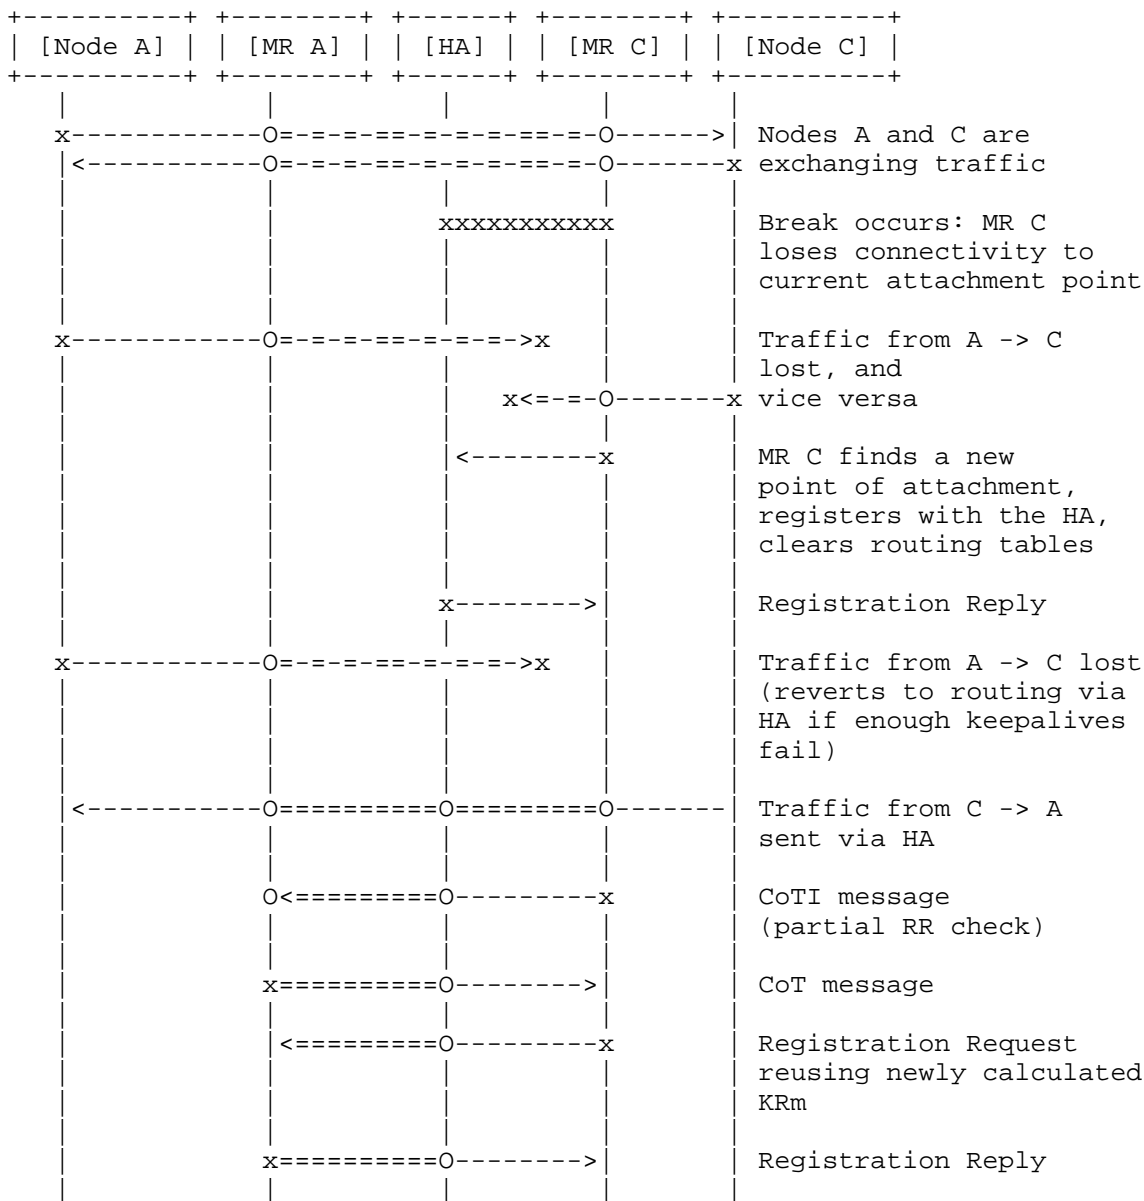 [Node A] [MR A] [HA] [MR C] [Node C]
Nodes A and C are
exchanging traffic
Break occurs: MR C
loses connectivity to
current attachment point
Traffic from A -> C
lost, and
vice versa
MR C finds a new
point of attachment,
registers with the HA,
clears routing tables
Registration Reply
Traffic from A -> C lost
(reverts to routing via
HA if enough keepalives
fail)
Traffic from C -> A
sent via HA
CoTI message
(partial RR check)
CoT message
Registration Request
reusing newly calculated
KRm
Registration Reply